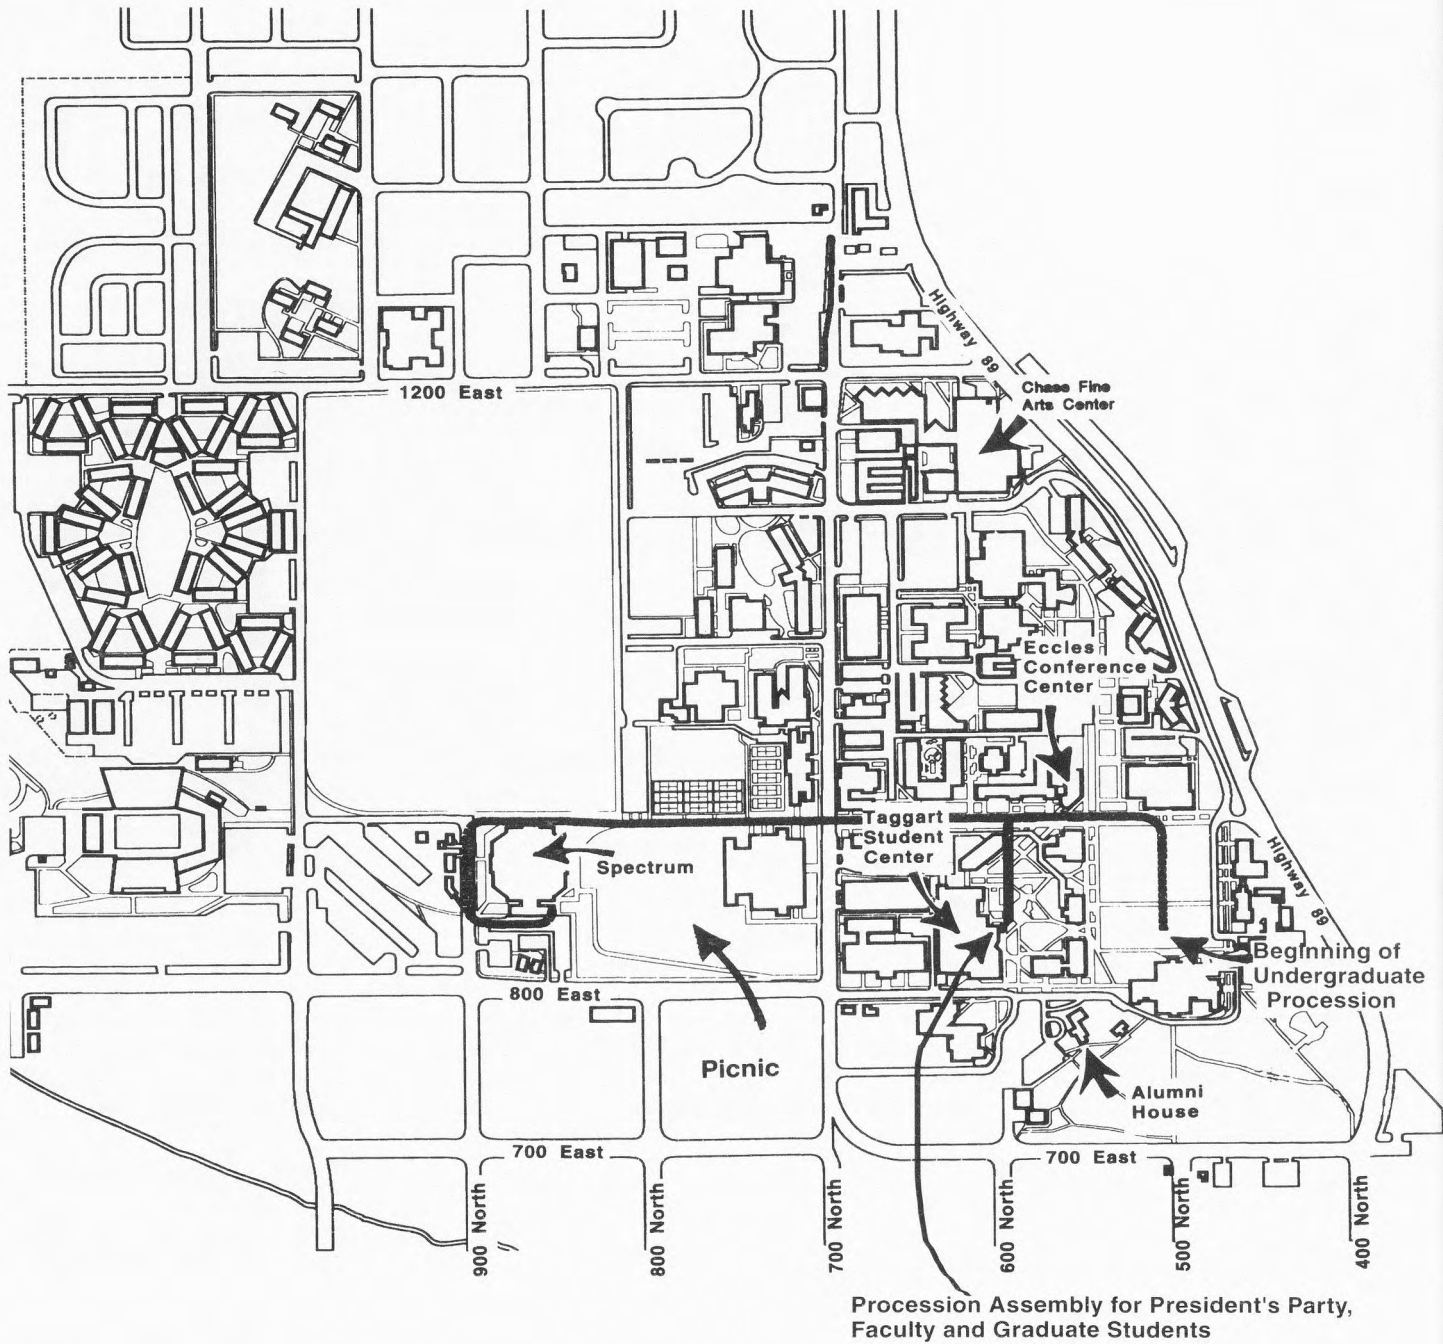 Highway 89
1200 East
Chase Fine
Arts Center
Eccles
Conference
Center
Taggart
Student
Center
Spectrum
Highway 89
Beginning of
Undergraduate
Procession
800 East
Picnic
Alumni
House
700 East
700 East
900 North
800 North
700 North
600 North
500 North
400 North
Procession Assembly for President's Party,
Faculty and Graduate Students